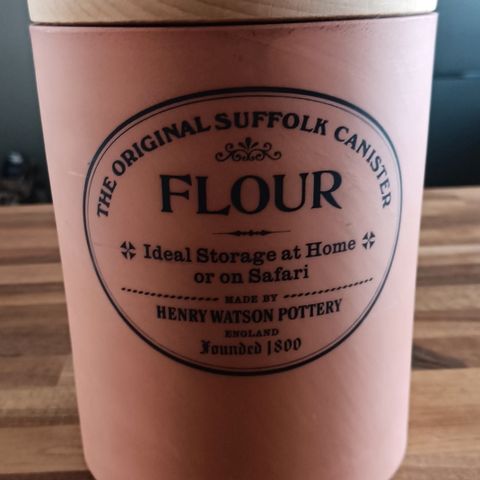 THE ORIGINAL SUFFOLK CANISTER
FLOUR
Ideal Storage at Home
or on Safari
MADE BY
HENRY WATSON POTTERY
ENGLAND
Founded 1800